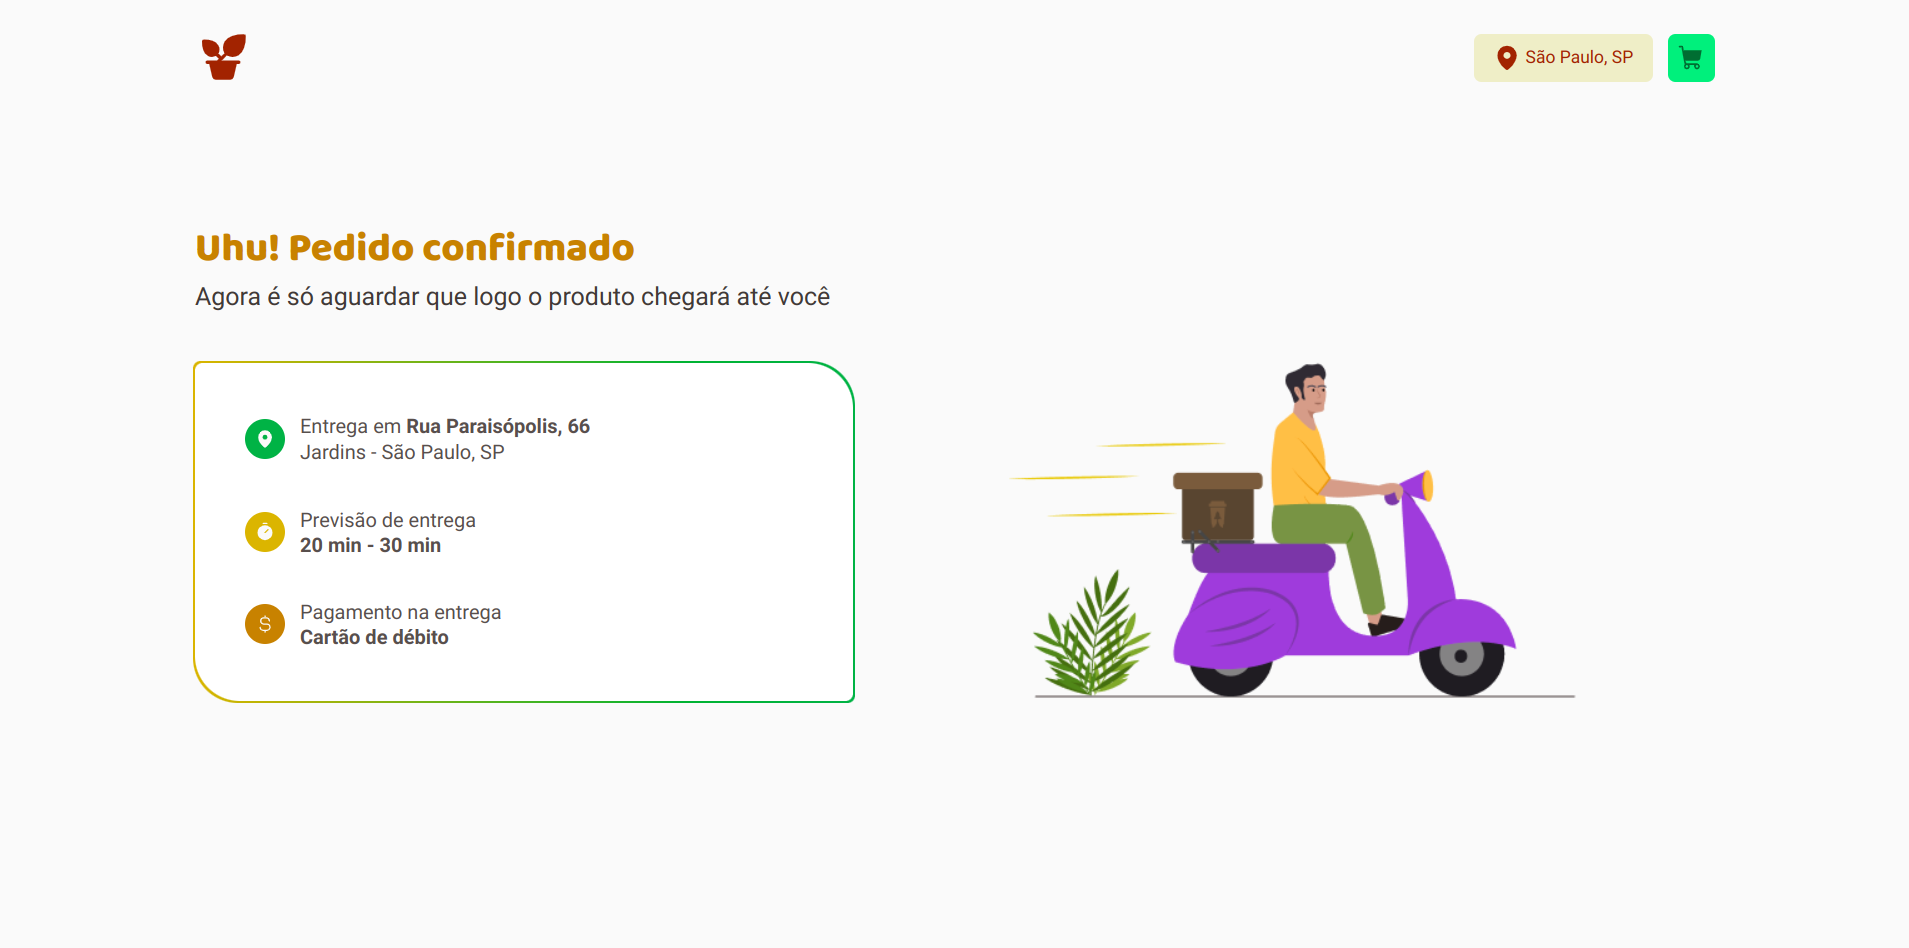 São Paulo, SP
Uhu! Pedido confirmado
Agora é só aguardar que logo o produto chegará até você
Entrega em Rua Paraisópolis, 66
Jardins - São Paulo, SP
Previsão de entrega
20 min - 30 min
$
Pagamento na entrega
Cartão de débito